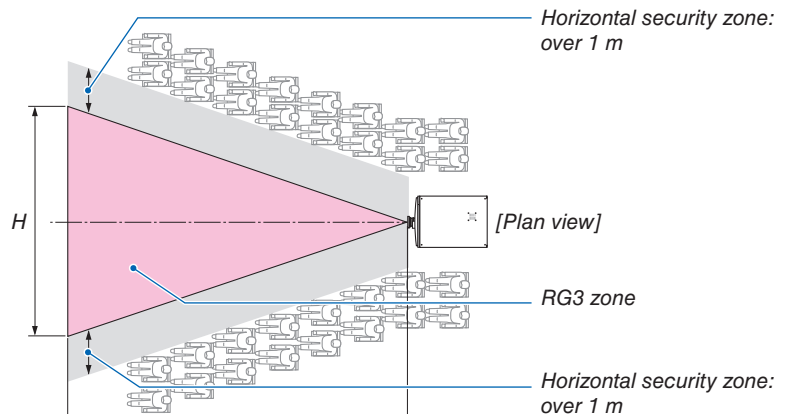 Horizontal security zone:
over 1 m
H
[Plan view]
RG3 zone
Horizontal security zone:
over 1 m